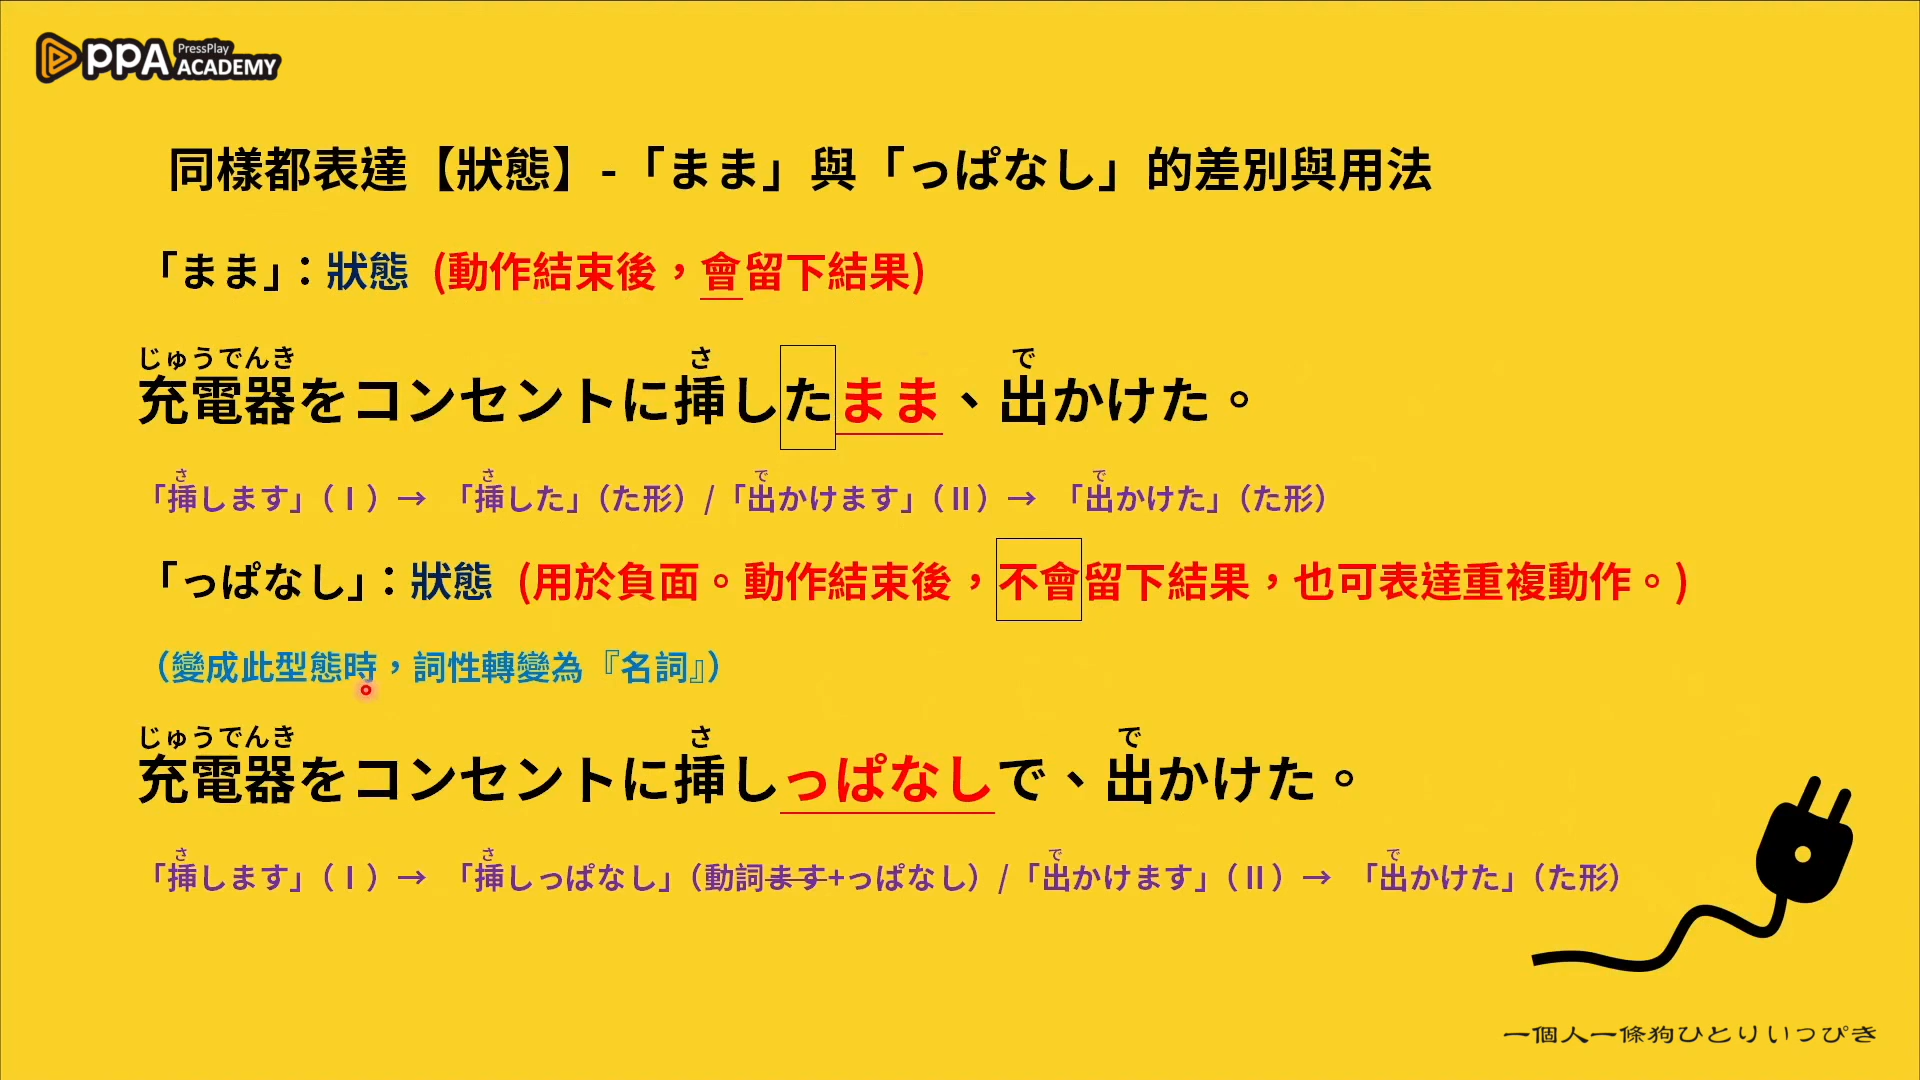 PPA PressPlay ACADEMY
同樣都表達【狀態】-「まま」與「っぱなし」的差別與用法
「まま」：狀態 (動作結束後，會留下結果)
じゅうでんき さ で
充電器をコンセントに挿したまま、出かけた。
さ さ で で
「挿します」（Ⅰ）→ 「挿した」（た形）/「出かけます」（Ⅱ）→ 「出かけた」（た形）
「っぱなし」：狀態 (用於負面。動作結束後，不會留下結果，也可表達重複動作。)
（變成此型態時，詞性轉變為『名詞』）
じゅうでんき さ で
充電器をコンセントに挿しっぱなしで、出かけた。
さ さ で で
「挿します」（Ⅰ）→ 「挿しっぱなし」（動詞ます+っぱなし）/「出かけます」（Ⅱ）→ 「出かけた」（た形）
一個人一條狗ひとりいっぴき